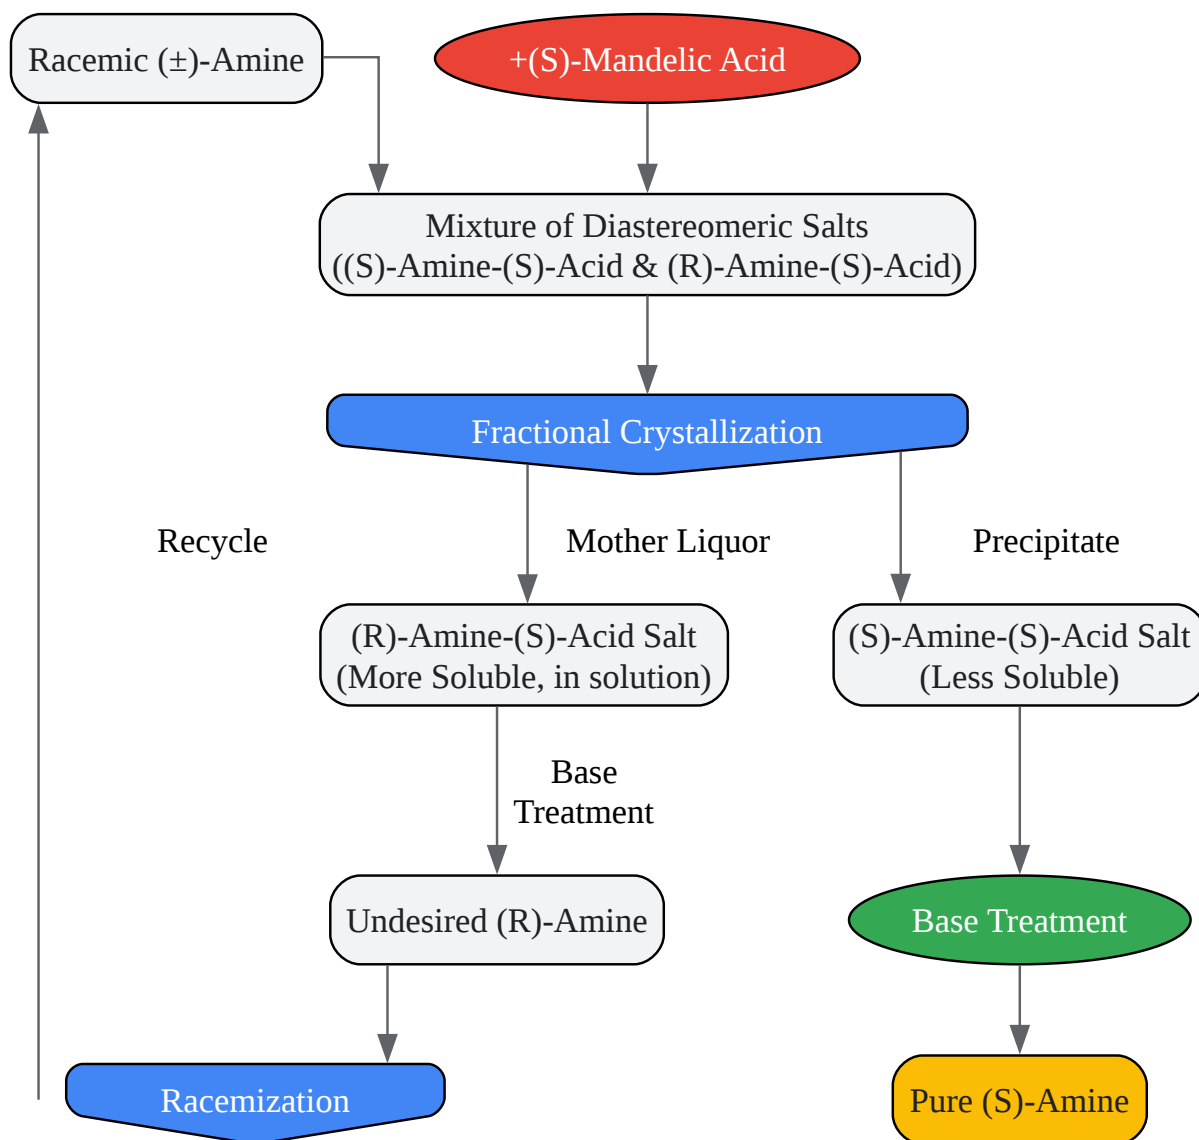 Racemic (±)-Amine
+(S)-Mandelic Acid
Mixture of Diastereomeric Salts
((S)-Amine-(S)-Acid & (R)-Amine-(S)-Acid)
Fractional Crystallization
Recycle
Mother Liquor
Precipitate
(R)-Amine-(S)-Acid Salt
(More Soluble, in solution)
(S)-Amine-(S)-Acid Salt
(Less Soluble)
Base
Treatment
Undesired (R)-Amine
Base Treatment
Racemization
Pure (S)-Amine